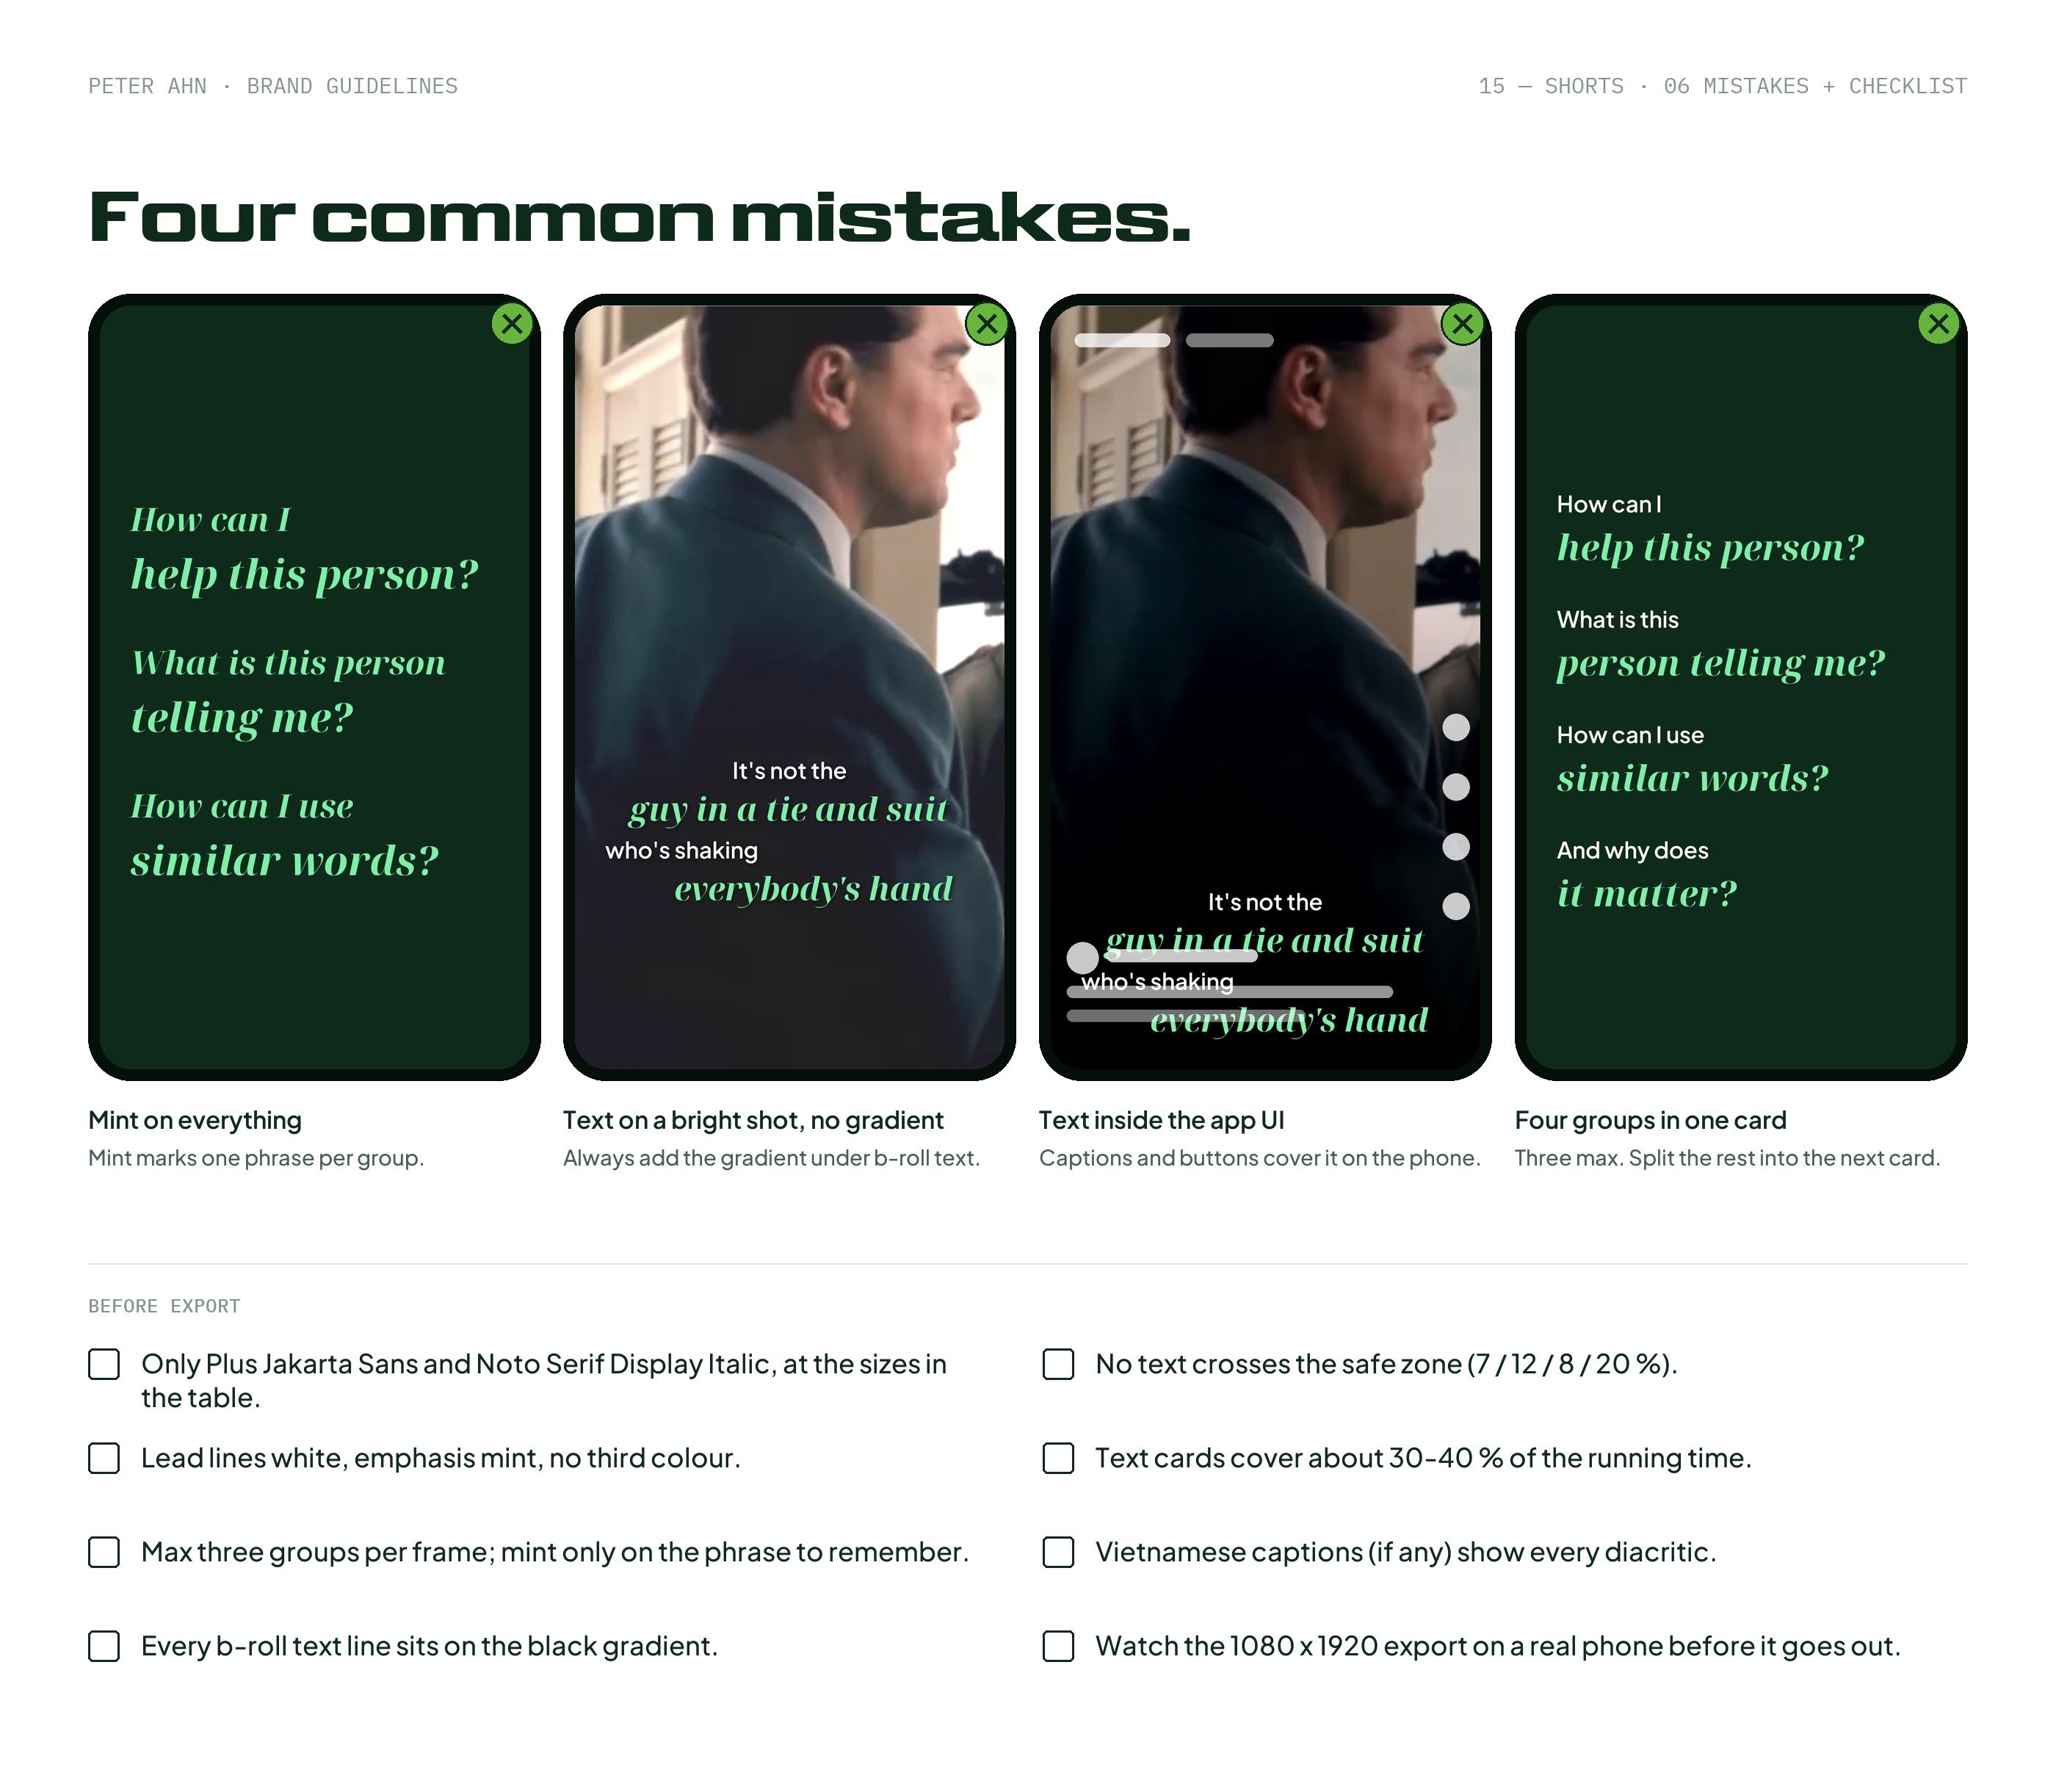 PETER AHN · BRAND GUIDELINES
15 — SHORTS · 06 MISTAKES + CHECKLIST
Four common mistakes.
How can I
help this person?
What is this person
telling me?
How can I use
similar words?
It's not the
guy in a tie and suit
who's shaking
everybody's hand
It's not the
guy in a tie and suit
who's shaking
everybody's hand
How can I
help this person?
What is this
person telling me?
How can I use
similar words?
And why does
it matter?
Mint on everything
Mint marks one phrase per group.
Text on a bright shot, no gradient
Always add the gradient under b-roll text.
Text inside the app UI
Captions and buttons cover it on the phone.
Four groups in one card
Three max. Split the rest into the next card.
BEFORE EXPORT
Only Plus Jakarta Sans and Noto Serif Display Italic, at the sizes in
the table.
Lead lines white, emphasis mint, no third colour.
Max three groups per frame; mint only on the phrase to remember.
Every b-roll text line sits on the black gradient.
No text crosses the safe zone (7 / 12 / 8 / 20 %).
Text cards cover about 30–40 % of the running time.
Vietnamese captions (if any) show every diacritic.
Watch the 1080 x 1920 export on a real phone before it goes out.